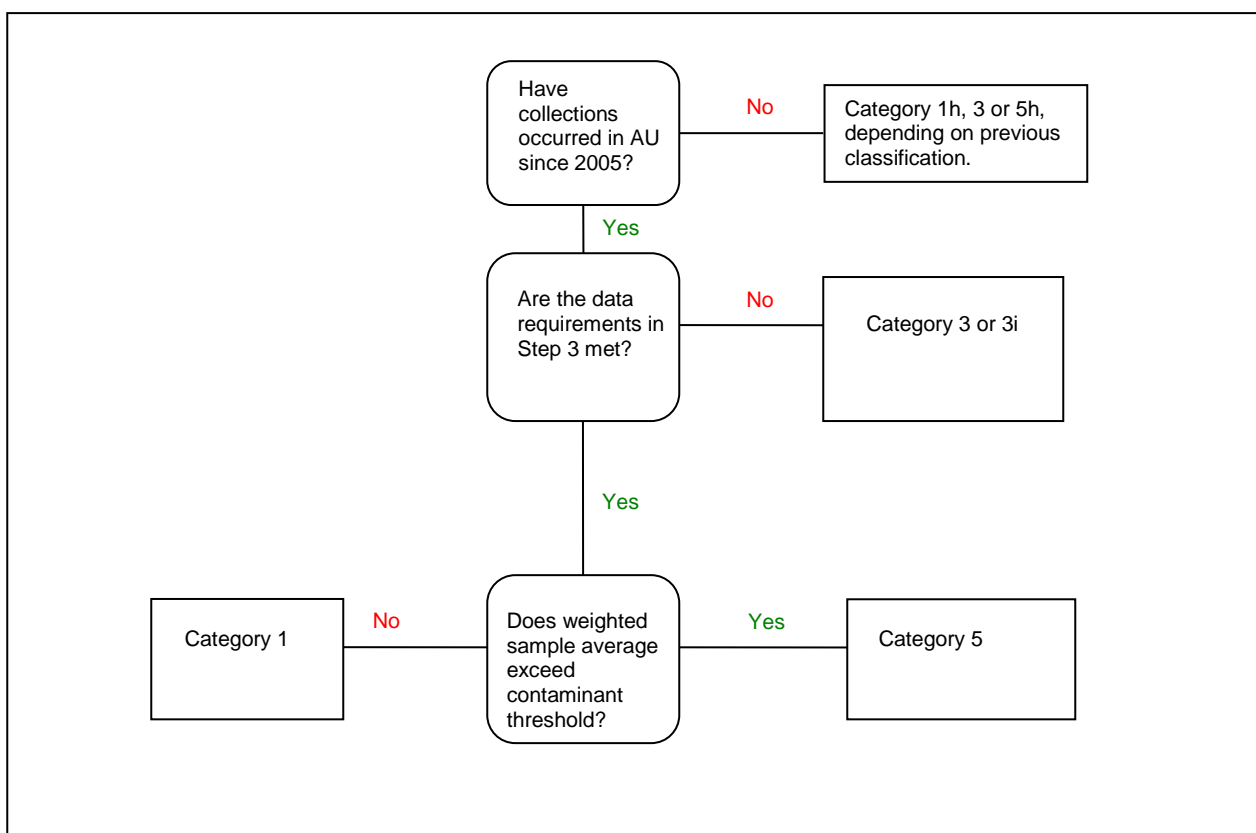 Have
collections
occurred in AU
since 2005?
No
Category 1h, 3 or 5h,
depending on previous
classification.
Yes
Are the data
requirements in
Step 3 met?
No
Category 3 or 3i
Yes
Category 1
No
Does weighted
sample average
exceed
contaminant
threshold?
Yes
Category 5